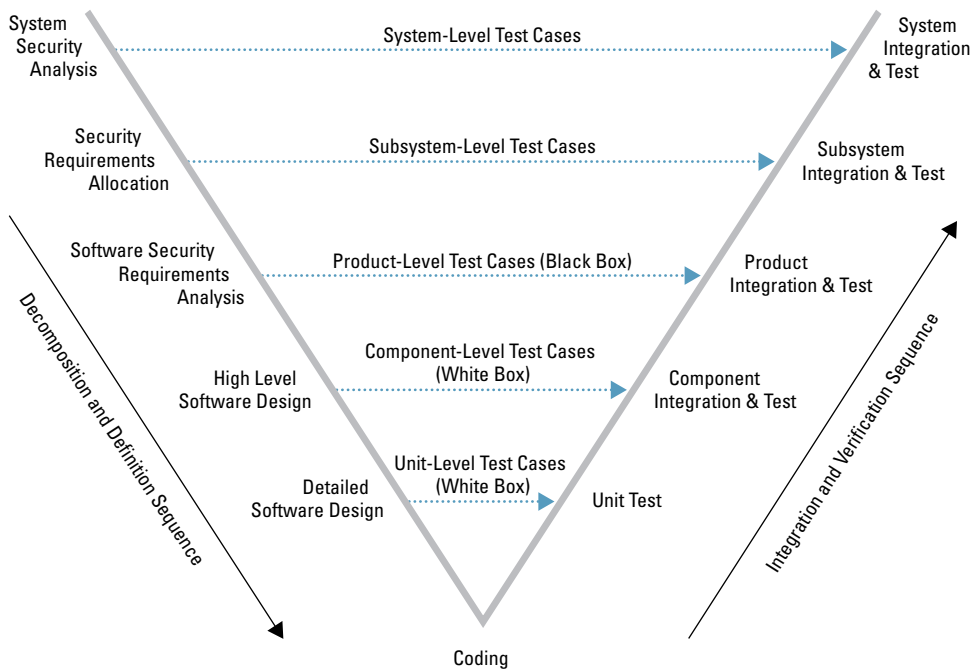 System
Security
Analysis
System-Level Test Cases
System
Integration
& Test
Security
Requirements
Allocation
Subsystem-Level Test Cases
Subsystem
Integration & Test
Software Security
Requirements
Analysis
Product-Level Test Cases (Black Box)
Product
Integration & Test
High Level
Software Design
Component-Level Test Cases
(White Box)
Component
Integration & Test
Detailed
Software Design
Unit-Level Test Cases
(White Box)
Unit Test
Decomposition and Definition Sequence
Integration and Verification Sequence
Coding